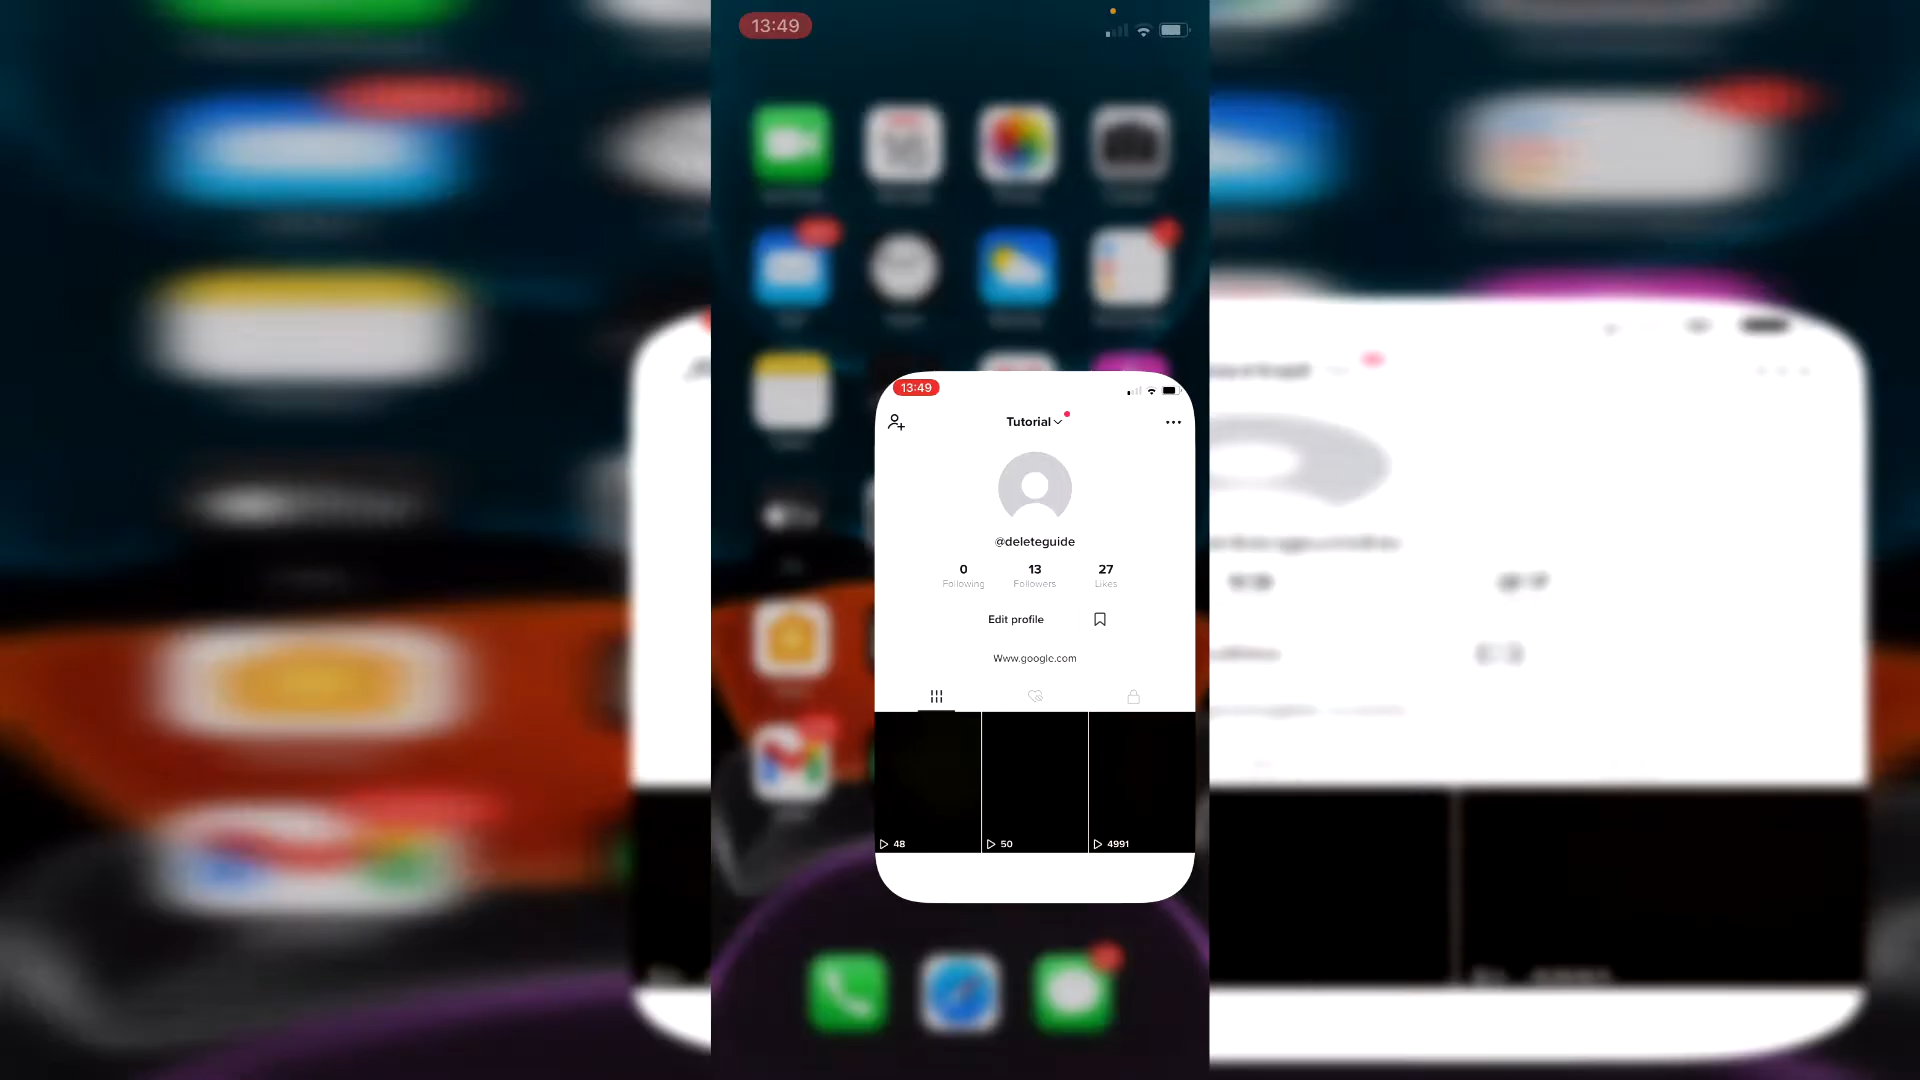 13:49
13:49
Tutorial
@deleteguide
0 13 27
Following Followers Likes
Edit profile
Www.google.com
48 50 4991